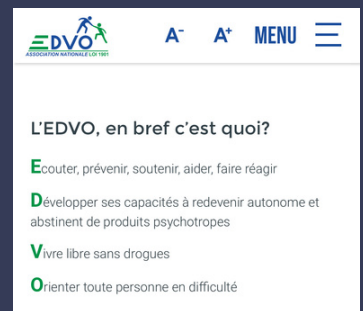 EDVO
ASSOCIATION NATIONALE LOI 1901
A- A+ MENU
L'EDVO, en bref c'est quoi?
Ecouter, prévenir, soutenir, aider, faire réagir
Développer ses capacités à redevenir autonome et
abstinent de produits psychotropes
Vivre libre sans drogues
Orienter toute personne en difficulté